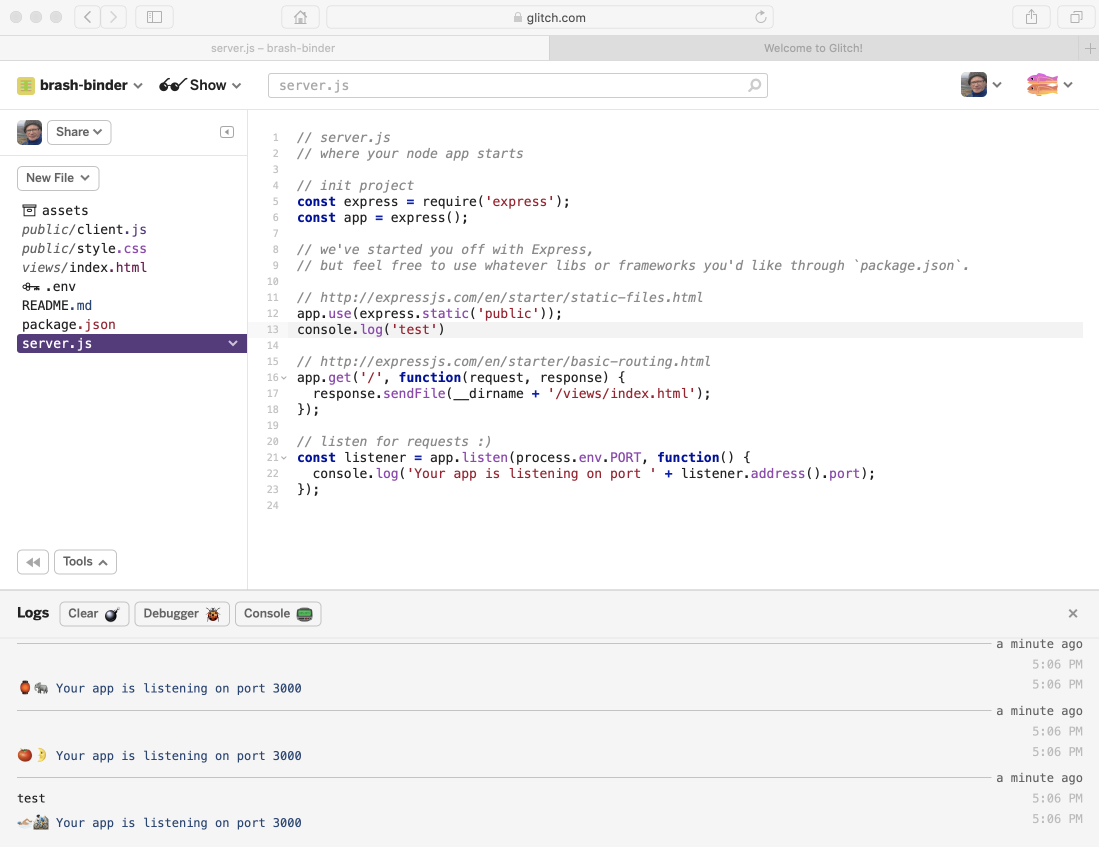 glitch.com
server.js – brash-binder
Welcome to Glitch!
brash-binder
Show
server.js
Share
New File
assets
public/client.js
public/style.css
views/index.html
.env
README.md
package.json
server.js
Tools
1 // server.js
2 // where your node app starts
3
4 // init project
5 const express = require('express');
6 const app = express();
7
8 // we've started you off with Express,
9 // but feel free to use whatever libs or frameworks you'd like through `package.json`.
10
11 // http://expressjs.com/en/starter/static-files.html
12 app.use(express.static('public'));
13 console.log('test')
14
15 // http://expressjs.com/en/starter/basic-routing.html
16 app.get('/', function(request, response) {
17 response.sendFile(__dirname + '/views/index.html');
18 });
19
20 // listen for requests :)
21 const listener = app.listen(process.env.PORT, function() {
22 console.log('Your app is listening on port ' + listener.address().port);
23 });
24
Logs
Clear
Debugger
Console
a minute ago
5:06 PM
Your app is listening on port 3000 5:06 PM
a minute ago
5:06 PM
Your app is listening on port 3000 5:06 PM
a minute ago
test 5:06 PM
Your app is listening on port 3000 5:06 PM